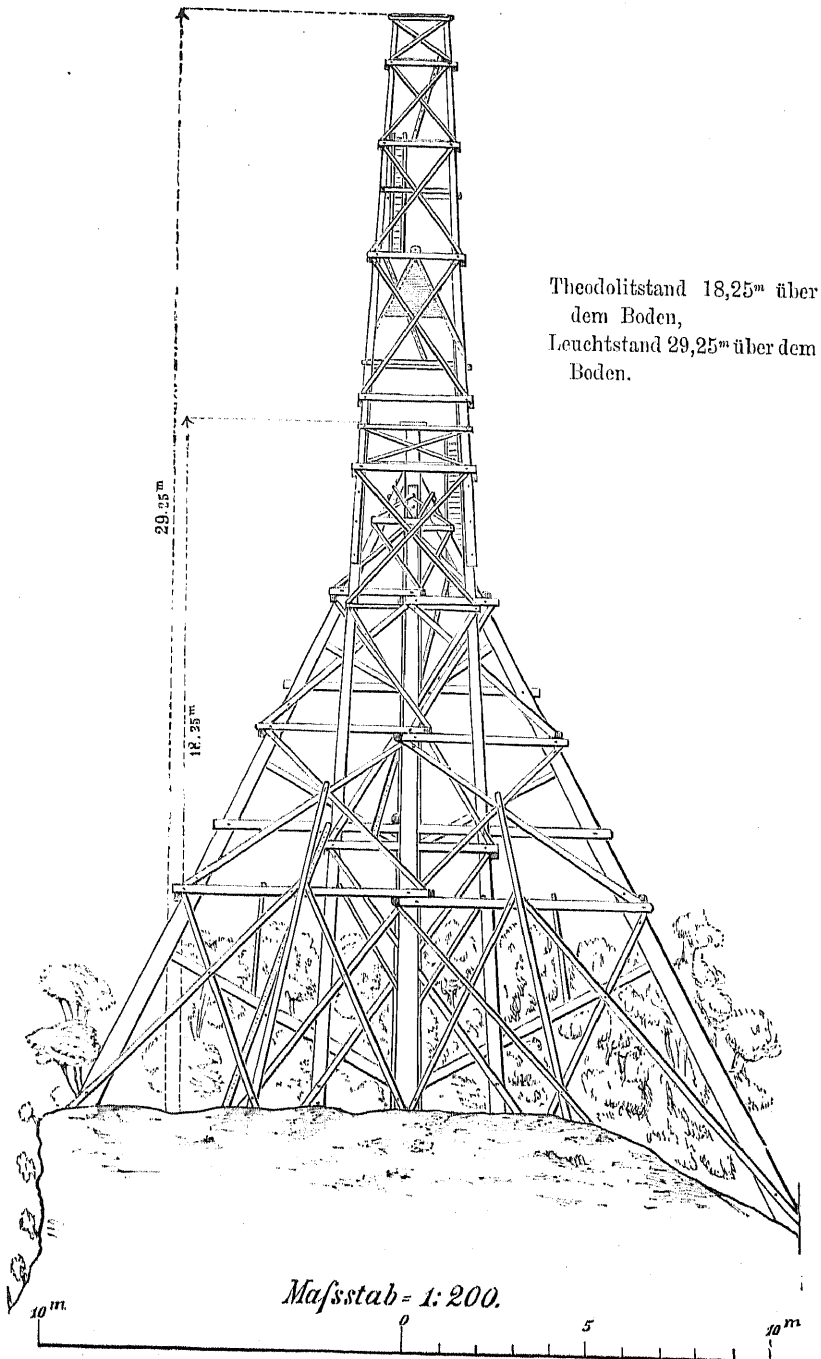 Theodolitstand 18,25ᵐ über
dem Boden,
Leuchtstand 29,25ᵐ über dem
Boden.
29.25ᵐ
18.25ᵐ
Maſsstab = 1:200.
10ᵐ. 0 5 10ᵐ